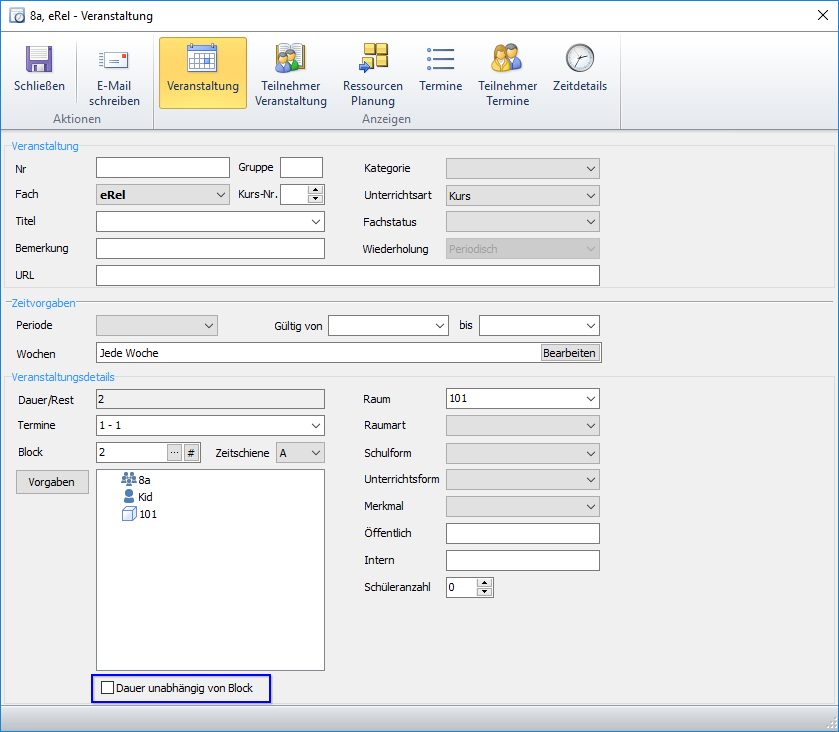 8a, eRel - Veranstaltung
Schließen
E-Mail
schreiben
Veranstaltung
Teilnehmer
Veranstaltung
Ressourcen
Planung
Termine
Teilnehmer
Termine
Zeitdetails
Aktionen
Anzeigen
Veranstaltung
Nr
Gruppe
Kategorie
Fach
eRel
Kurs-Nr.
Unterrichtsart
Kurs
Titel
Fachstatus
Bemerkung
Wiederholung
Periodisch
URL
Zeitvorgaben
Periode
Gültig von
bis
Wochen
Jede Woche
Bearbeiten
Veranstaltungsdetails
Dauer/Rest
2
Raum
101
Termine
1 - 1
Raumart
Block
2
... #
Zeitschiene
A
Schulform
Vorgaben
8a
Kid
101
Unterrichtsform
Merkmal
Öffentlich
Intern
Schüleranzahl
0
Dauer unabhängig von Block